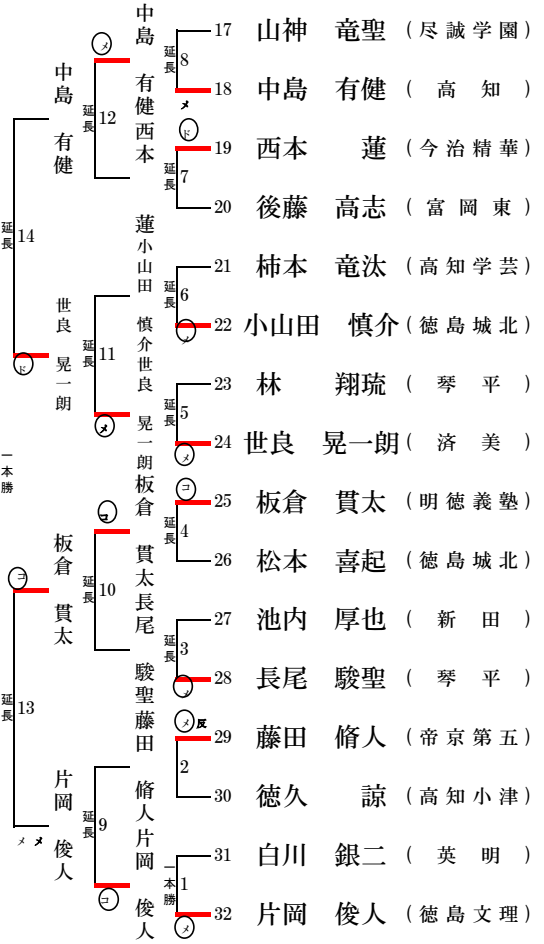 17 山神 竜聖 (尽誠学園)
18 中島 有健 (高知)
19 西本 蓮 (今治精華)
20 後藤 高志 (富岡東)
21 柿本 竜汰 (高知学芸)
22 小山田 慎介 (徳島城北)
23 林 翔琉 (琴平)
24 世良 晃一朗 (済美)
25 板倉 貫太 (明徳義塾)
26 松本 喜起 (徳島城北)
27 池内 厚也 (新田)
28 長尾 駿聖 (琴平)
29 藤田 脩人 (帝京第五)
30 徳久 諒 (高知小津)
31 白川 銀二 (英明)
32 片岡 俊人 (徳島文理)
延長 8 メ
ド 延長 7
延長 6 メ
延長 5 メ
コ 延長 4
延長 3 メ
メ 反 2
一本勝 1 メ
中島 有健
西本 蓮
小山田 慎介
世良 晃一朗
板倉 貫太
長尾 駿聖
藤田 脩人
片岡 俊人
メ 延長 12
延長 11 メ
コ 延長 10
延長 9 コ
中島 有健
世良 晃一朗
板倉 貫太
片岡 俊人
延長 14 ド
コ 延長 13 メ メ
一本勝